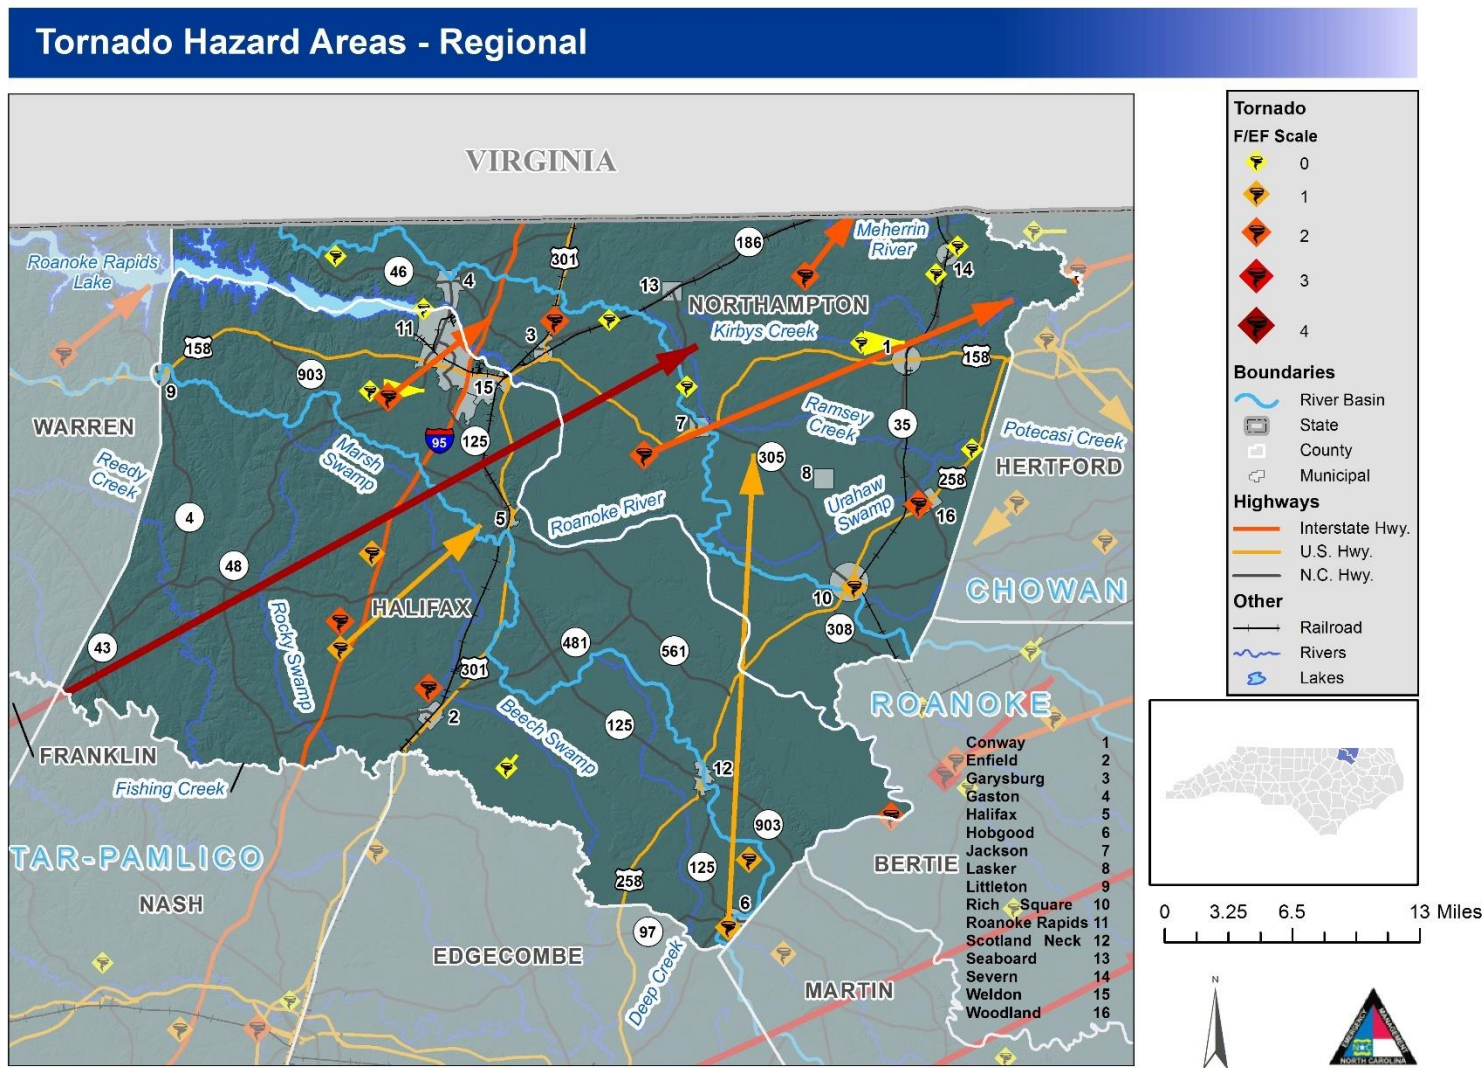 Tornado Hazard Areas - Regional
VIRGINIA
Roanoke Rapids
Lake
46
4
301
13
186
Meherrin
River
14
NORTHAMPTON
Kirbys Creek
11
3
1
158
158
903
9
15
WARREN
Reedy
Creek
95
125
Marsh
Swamp
7
305
8
Ramsey
Creek
35
Potecasi Creek
HERTFORD
258
Urahaw
Swamp
16
4
48
5
Roanoke River
CHOWAN
10
308
HALIFAX
Rocky Swamp
43
481
561
301
2
Beech Swamp
125
ROANOKE
FRANKLIN
Fishing Creek
12
903
TAR-PAMLICO
NASH
258
125
6
97
BERTIE
EDGECOMBE
Deep Creek
MARTIN
Conway 1
Enfield 2
Garysburg 3
Gaston 4
Halifax 5
Hobgood 6
Jackson 7
Lasker 8
Littleton 9
Rich Square 10
Roanoke Rapids 11
Scotland Neck 12
Seaboard 13
Severn 14
Weldon 15
Woodland 16
Tornado
F/EF Scale
0
1
2
3
4
Boundaries
River Basin
State
County
Municipal
Highways
Interstate Hwy.
U.S. Hwy.
N.C. Hwy.
Other
Railroad
Rivers
Lakes
0 3.25 6.5 13 Miles
N
EMERGENCY
MANAGEMENT
N C
NORTH CAROLINA